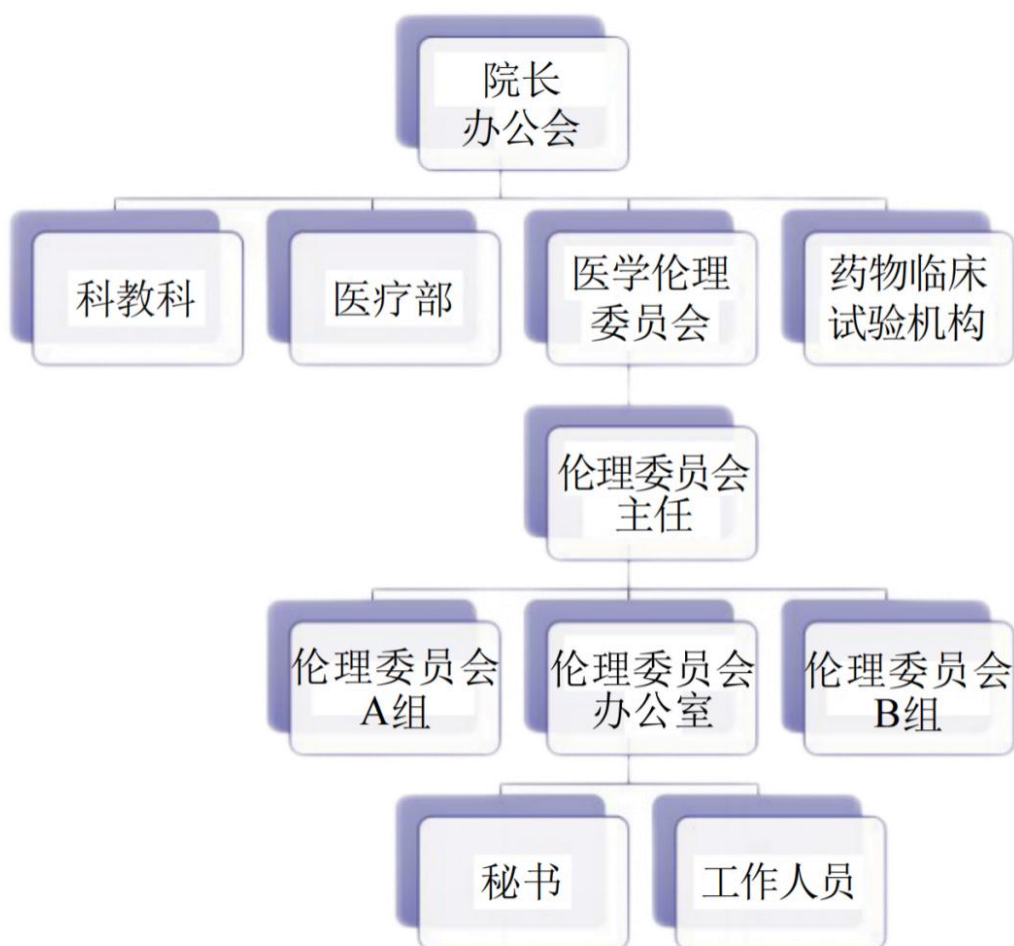 院长
办公会
科教科
医疗部
医学伦理
委员会
药物临床
试验机构
伦理委员会
主任
伦理委员会
A组
伦理委员会
办公室
伦理委员会
B组
秘书
工作人员